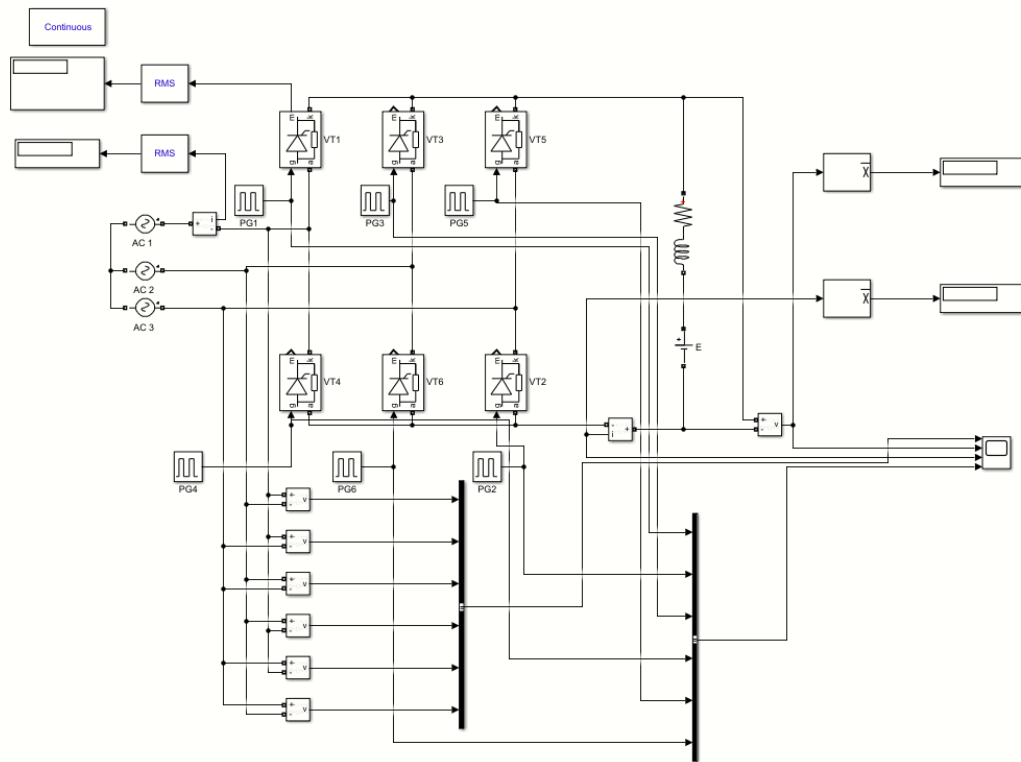 Continuous
RMS
RMS
VT1
VT3
VT5
PG1
PG3
PG5
AC 1
AC 2
AC 3
E
VT4
VT6
VT2
PG4
PG6
PG2
m k
g a
m k
g a
m k
g a
m k
g a
m k
g a
m k
g a
+ i -
- i +
+ v -
+ v -
+ v -
+ v -
+ v -
+ v -
+ v -
x
x